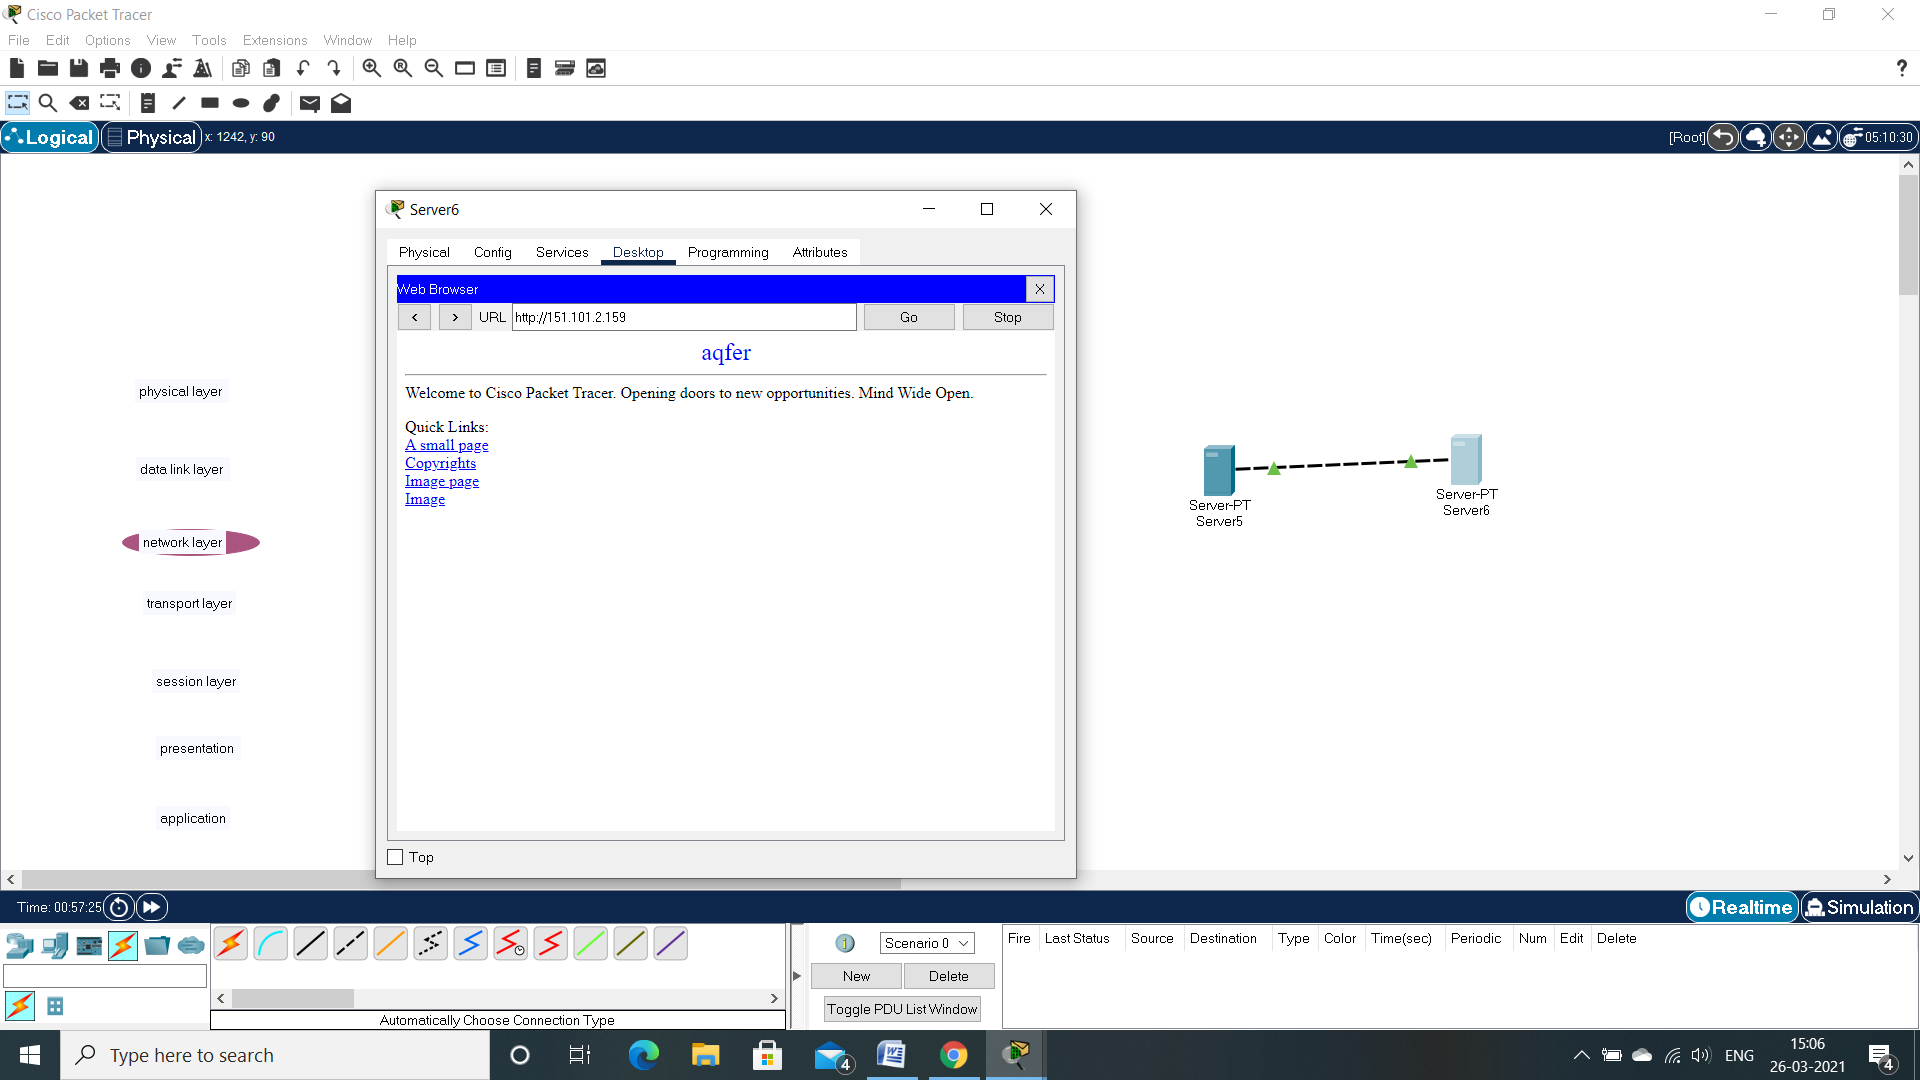 Cisco Packet Tracer
File Edit Options View Tools Extensions Window Help
?
Logical Physical x: 1242, y: 90 [Root] 05:10:30
Server6
Physical Config Services Desktop Programming Attributes
Web Browser X
< > URL http://151.101.2.159 Go Stop
aqfer
Welcome to Cisco Packet Tracer. Opening doors to new opportunities. Mind Wide Open.
Quick Links:
A small page
Copyrights
Image page
Image
Top
physical layer
data link layer
network layer
transport layer
session layer
presentation
application
Server-PT
Server5
Server-PT
Server6
Time: 00:57:25 Realtime Simulation
1 Scenario 0
New Delete
Toggle PDU List Window
Fire Last Status Source Destination Type Color Time(sec) Periodic Num Edit Delete
Automatically Choose Connection Type
Type here to search
4
ENG
15:06
26-03-2021
4